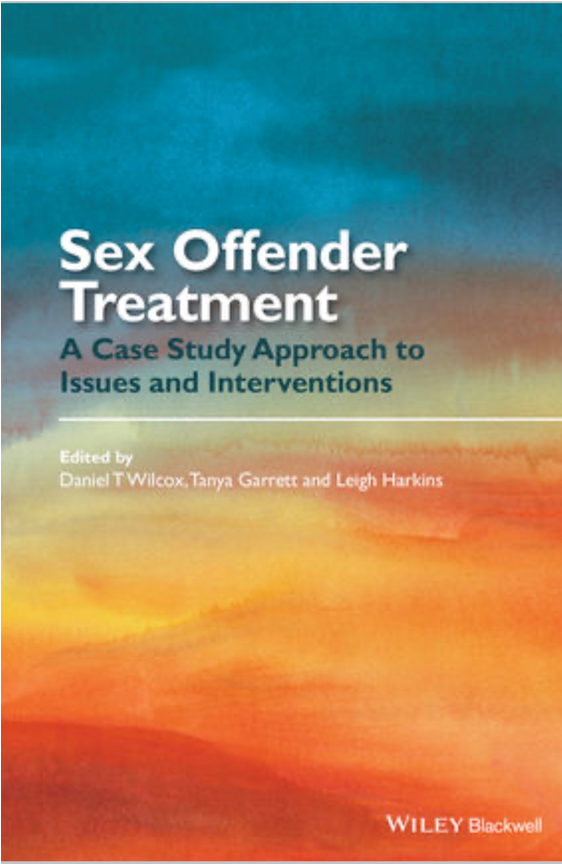 Sex Offender
Treatment
A Case Study Approach to
Issues and Interventions
Edited by
Daniel T Wilcox, Tanya Garrett and Leigh Harkins
WILEY Blackwell